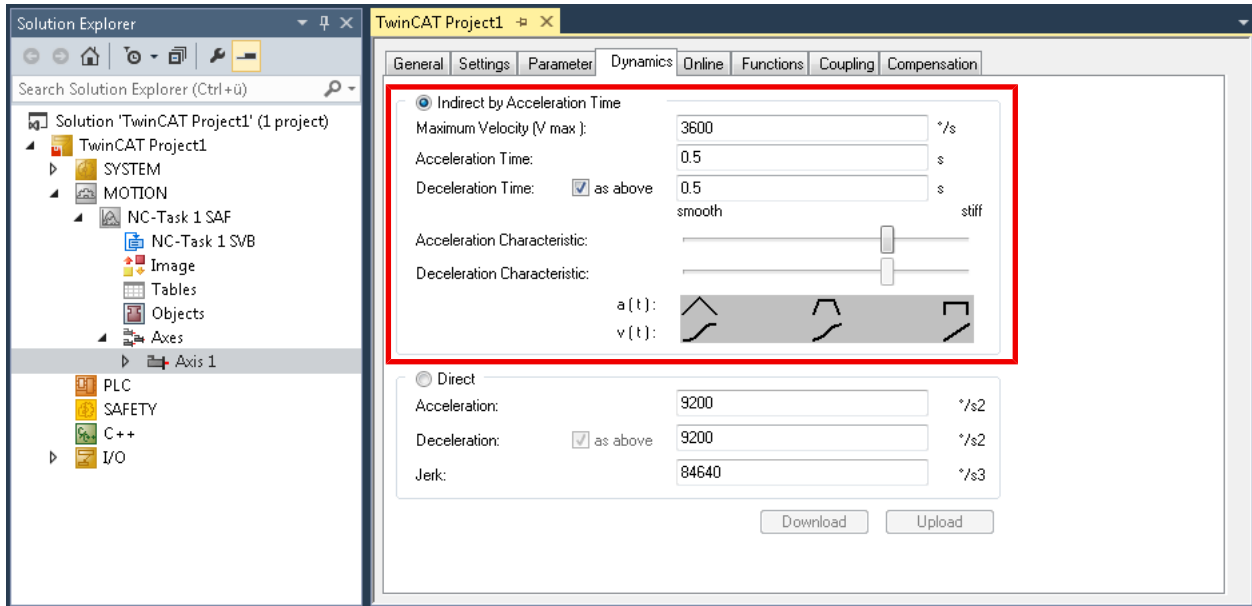 Solution Explorer
Search Solution Explorer (Ctrl+ü)
Solution 'TwinCAT Project1' (1 project)
TwinCAT Project1
SYSTEM
MOTION
NC-Task 1 SAF
NC-Task 1 SVB
Image
Tables
Objects
Axes
Axis 1
PLC
SAFETY
C++
I/O
TwinCAT Project1
General Settings Parameter Dynamics Online Functions Coupling Compensation
Indirect by Acceleration Time
Maximum Velocity (V max ): 3600 °/s
Acceleration Time: 0.5 s
Deceleration Time: as above 0.5 s
smooth stiff
Acceleration Characteristic:
Deceleration Characteristic:
a(t):
v(t):
Direct
Acceleration: 9200 °/s2
Deceleration: as above 9200 °/s2
Jerk: 84640 °/s3
Download Upload